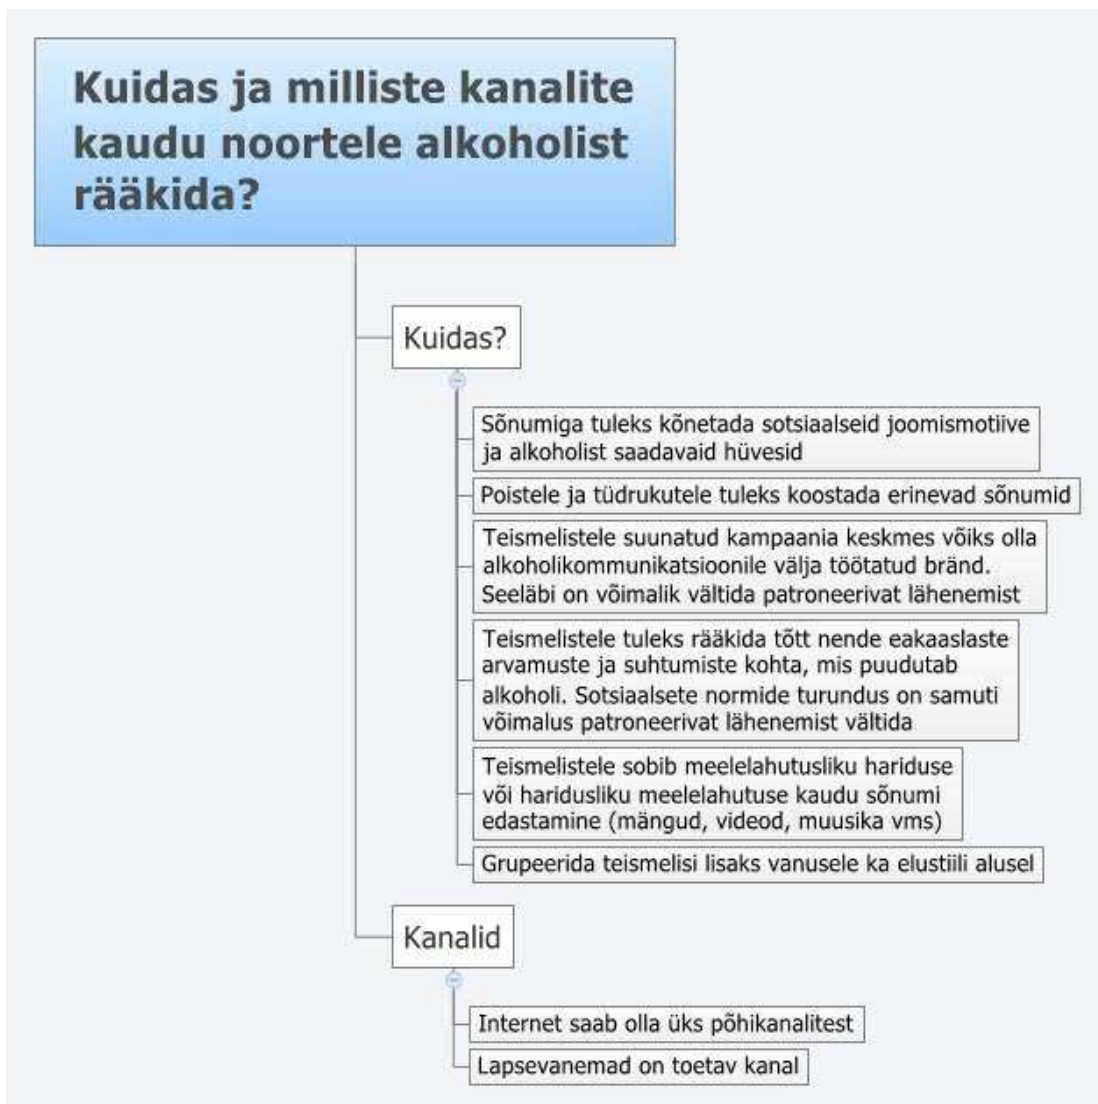 Kuidas ja milliste kanalite
kaudu noortele alkoholist
rääkida?
Kuidas?
Sõnumiga tuleks kõnetada sotsiaalseid joomismotiive
ja alkoholist saadavaid hüvesid
Poistele ja tüdrukutele tuleks koostada erinevad sõnumid
Teismelistele suunatud kampaania keskmes võiks olla
alkoholikommunikatsioonile välja töötatud bränd.
Seeläbi on võimalik vältida patroneerivat lähenemist
Teismelistele tuleks rääkida tõtt nende eakaaslaste
arvamuste ja suhtumiste kohta, mis puudutab
alkoholi. Sotsiaalsete normide turundus on samuti
võimalus patroneerivat lähenemist vältida
Teismelistele sobib meelelahutusliku hariduse
või haridusliku meelelahutuse kaudu sõnumi
edastamine (mängud, videod, muusika vms)
Grupeerida teismelisi lisaks vanusele ka elustiili alusel
Kanalid
Internet saab olla üks põhikanalitest
Lapsevanemad on toetav kanal